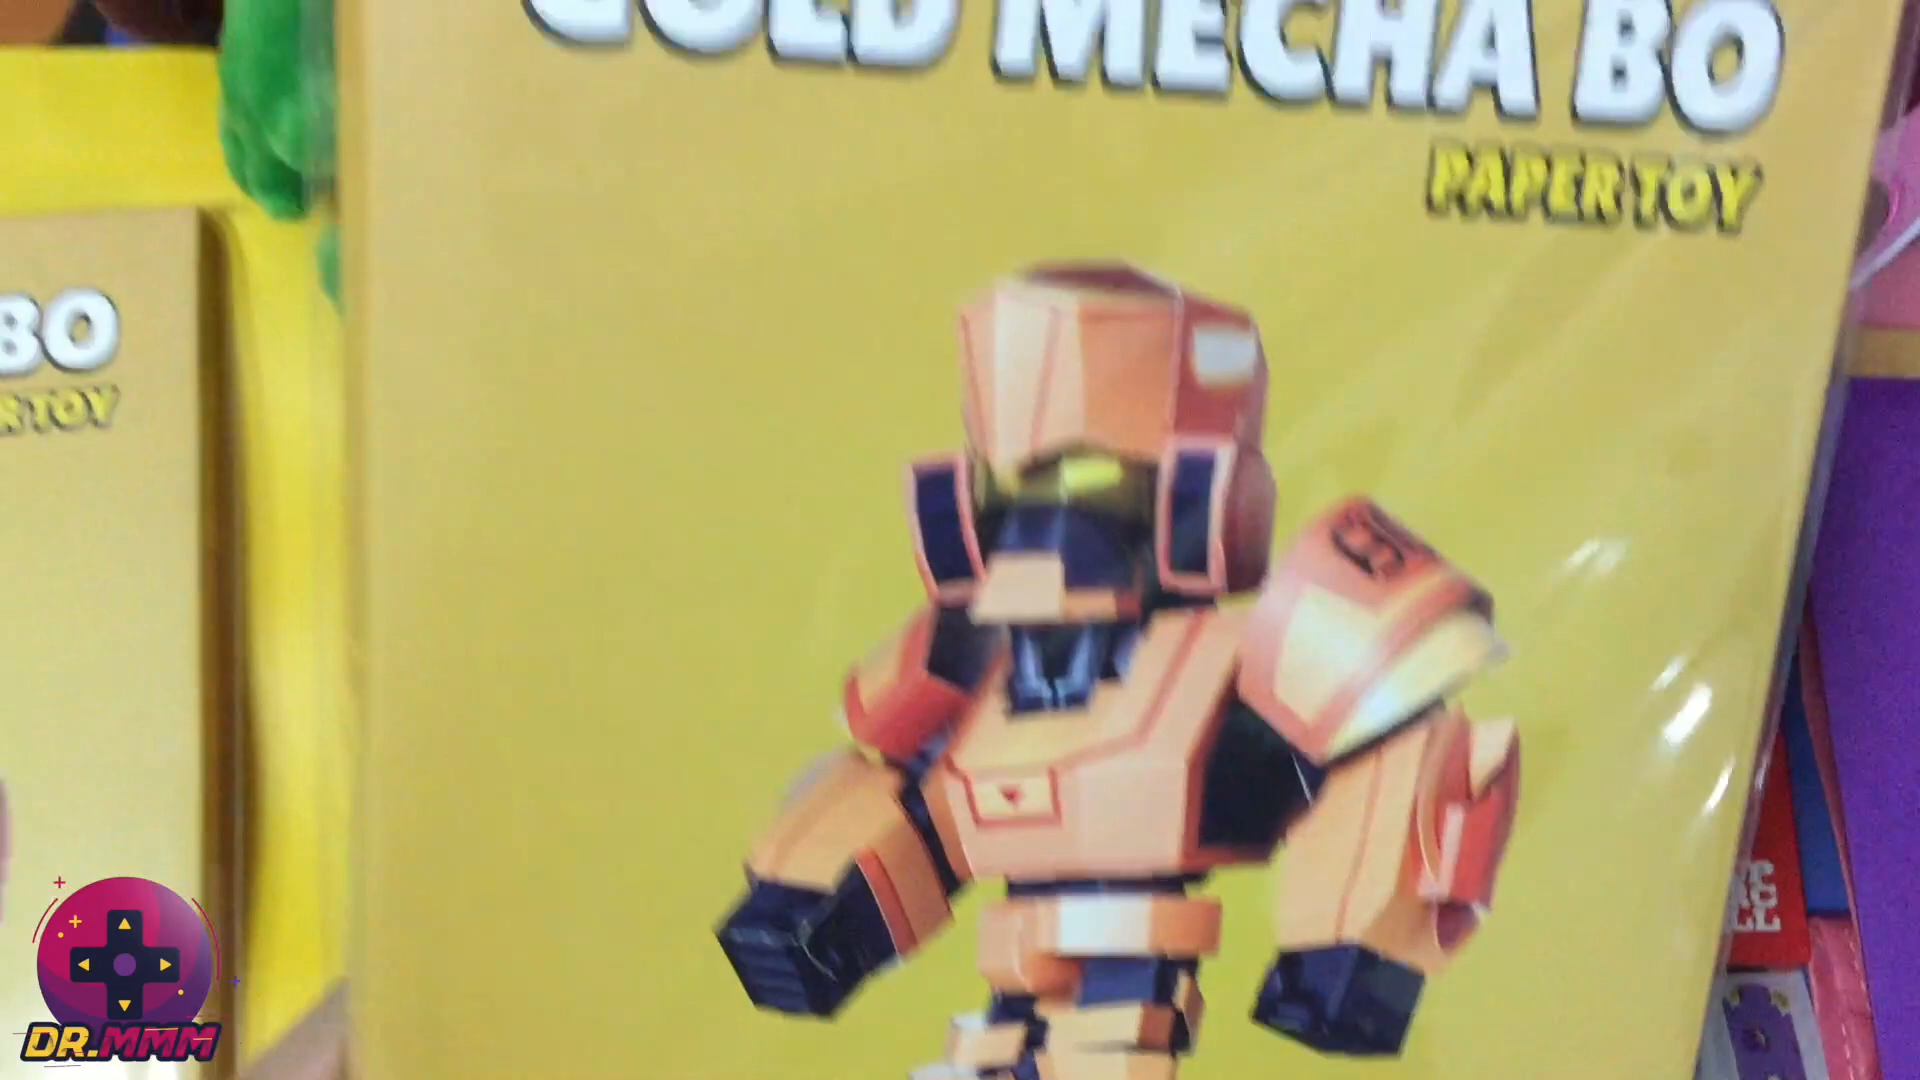 GOLD MECHA BO
PAPER TOY
BO
R TOY
DR.MMM